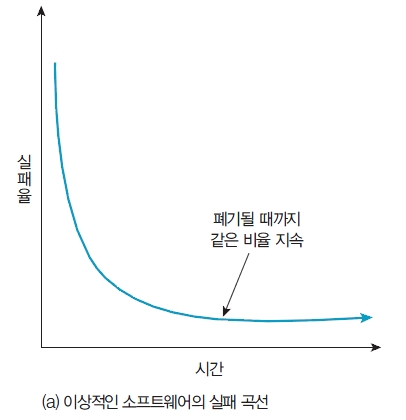 실패율
폐기될 때까지
같은 비율 지속
시간
(a) 이상적인 소프트웨어의 실패 곡선